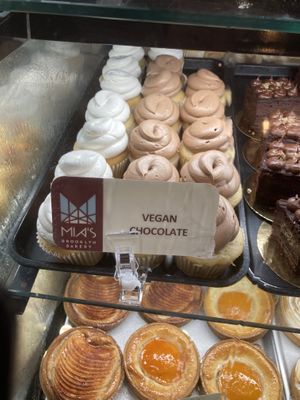 MIA'S
BROOKLYN
BAKERY
VEGAN
CHOCOLATE